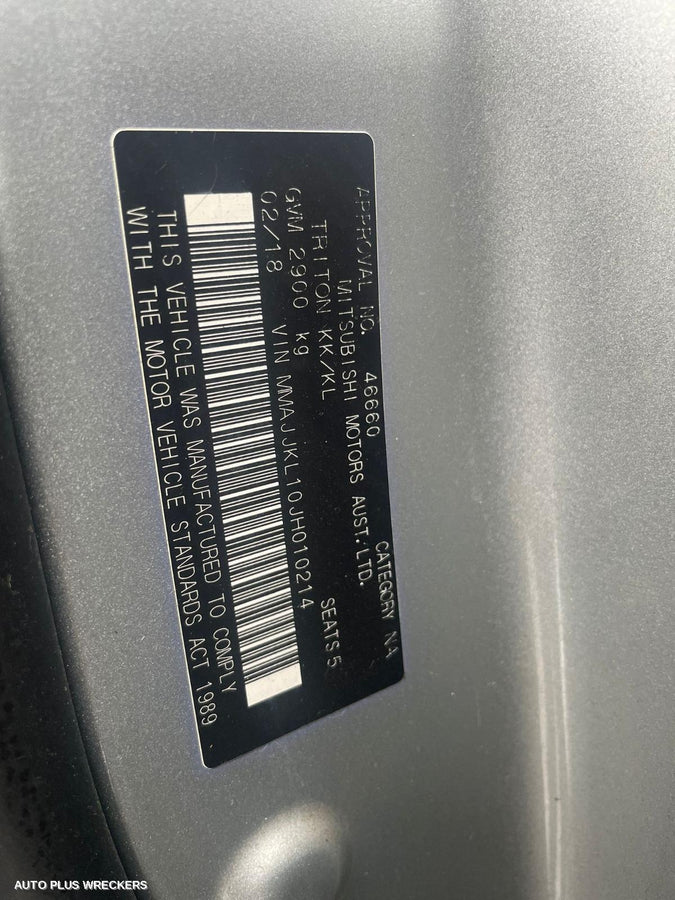 APPROVAL NO. 46660 CATEGORY NA
MITSUBISHI MOTORS AUST. LTD.
TRITON KK/KL
GVM 2900 kg SEATS 5
02/18 VIN MMAJJKL10JH010214
THIS VEHICLE WAS MANUFACTURED TO COMPLY
WITH THE MOTOR VEHICLE STANDARDS ACT 1989
AUTO PLUS WRECKERS